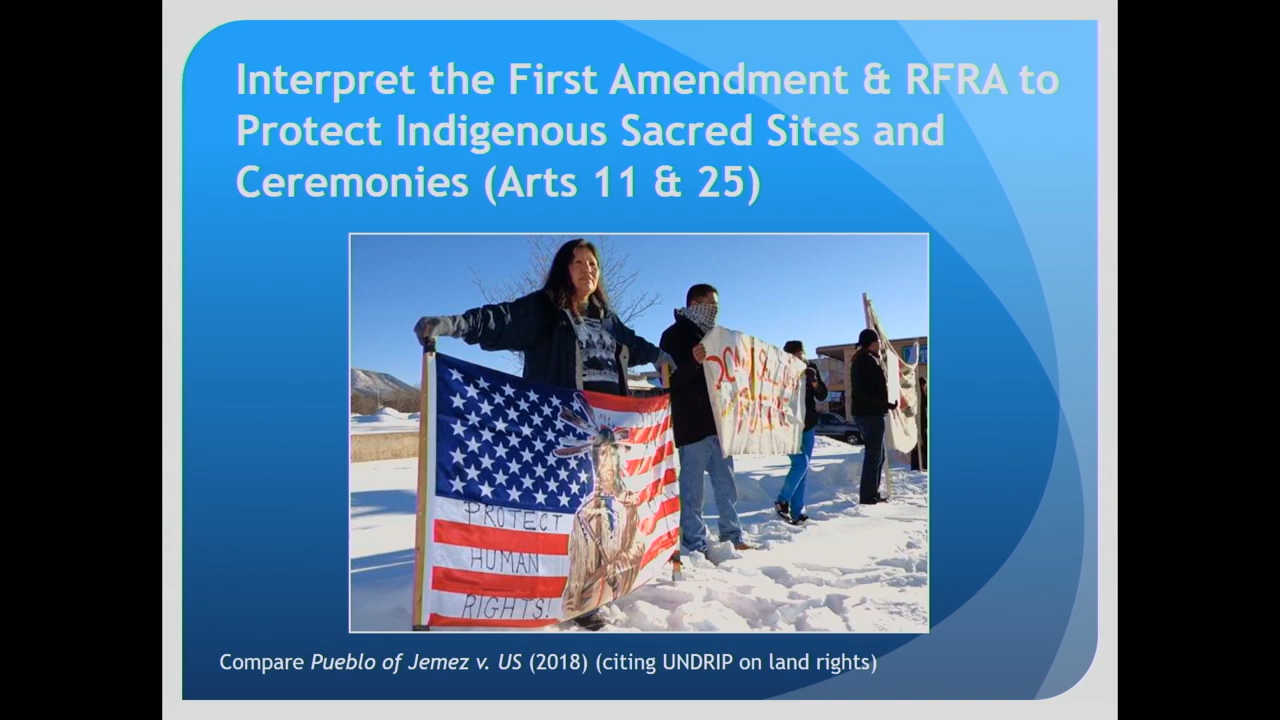 Interpret the First Amendment & RFRA to
Protect Indigenous Sacred Sites and
Ceremonies (Arts 11 & 25)
PROTECT
HUMAN
RIGHTS!
Compare Pueblo of Jemez v. US (2018) (citing UNDRIP on land rights)